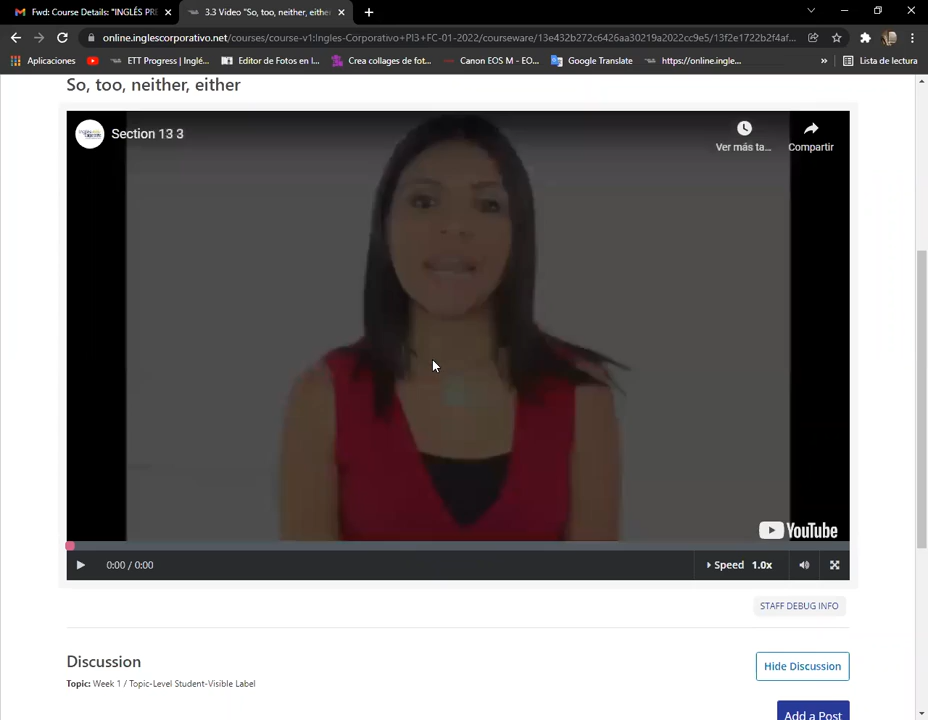 Fwd: Course Details: "INGLÉS PRE
3.3 Video "So, too, neither, either
online.inglescorporativo.net/courses/course-v1:Ingles-Corporativo+PI3+FC-01-2022/courseware/13e432b272c6426aa30219a2022cc9e5/13f2e1722b2f4af...
Aplicaciones
ETT Progress | Inglé...
Editor de Fotos en l...
Crea collages de fot...
Canon EOS M - EO...
Google Translate
https://online.ingle...
»
Lista de lectura
So, too, neither, either
Section 13 3
Ver más ta...
Compartir
YouTube
0:00 / 0:00
Speed 1.0x
STAFF DEBUG INFO
Discussion
Hide Discussion
Topic: Week 1 / Topic-Level Student-Visible Label
Add a Post